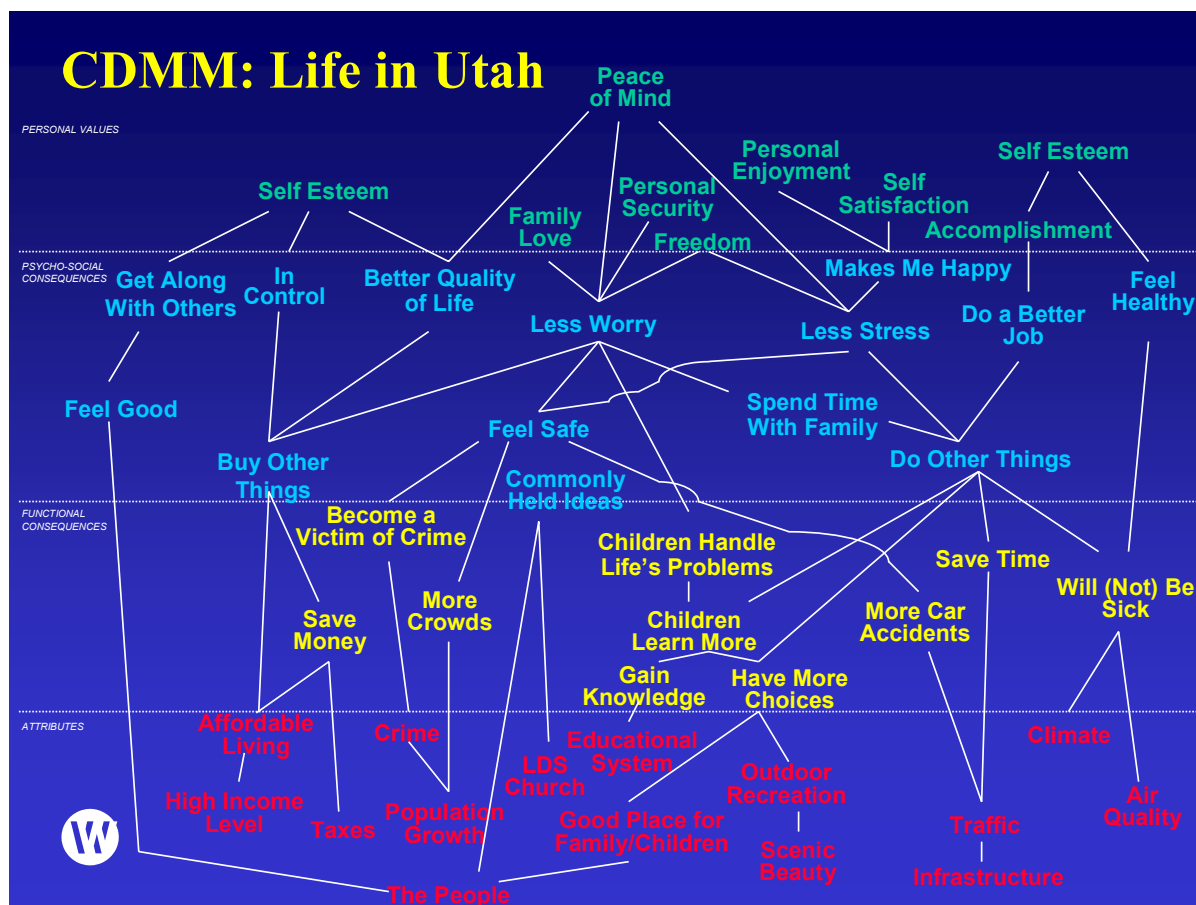 CDMM: Life in Utah
Peace
of Mind
PERSONAL VALUES
Personal
Enjoyment
Self Esteem
Self Esteem
Personal
Security
Self
Satisfaction
Family
Love
Freedom
Accomplishment
PSYCHO-SOCIAL
CONSEQUENCES
Get Along
With Others
In
Control
Better Quality
of Life
Makes Me Happy
Feel
Healthy
Less Worry
Less Stress
Do a Better
Job
Feel Good
Spend Time
With Family
Feel Safe
Buy Other
Things
Commonly
Held Ideas
Do Other Things
FUNCTIONAL
CONSEQUENCES
Become a
Victim of Crime
Children Handle
Life's Problems
Save Time
Will (Not) Be
Sick
Save
Money
More
Crowds
Children
Learn More
More Car
Accidents
Gain
Knowledge
Have More
Choices
ATTRIBUTES
Affordable
Living
Crime
LDS
Church
Educational
System
Climate
Outdoor
Recreation
High Income
Level
Taxes
Population
Growth
Good Place for
Family/Children
Traffic
Air
Quality
Scenic
Beauty
Infrastructure
The People
W